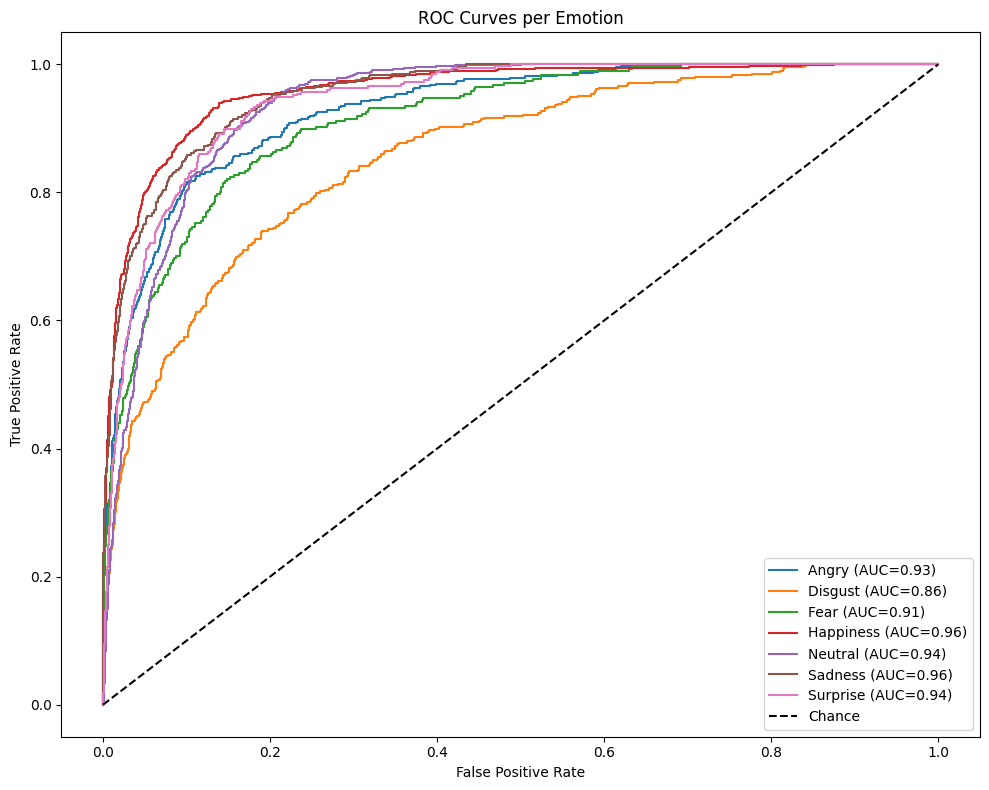 ROC Curves per Emotion
True Positive Rate
1.0
0.8
0.6
0.4
0.2
0.0
Angry (AUC=0.93)
Disgust (AUC=0.86)
Fear (AUC=0.91)
Happiness (AUC=0.96)
Neutral (AUC=0.94)
Sadness (AUC=0.96)
Surprise (AUC=0.94)
Chance
0.0 0.2 0.4 0.6 0.8 1.0
False Positive Rate